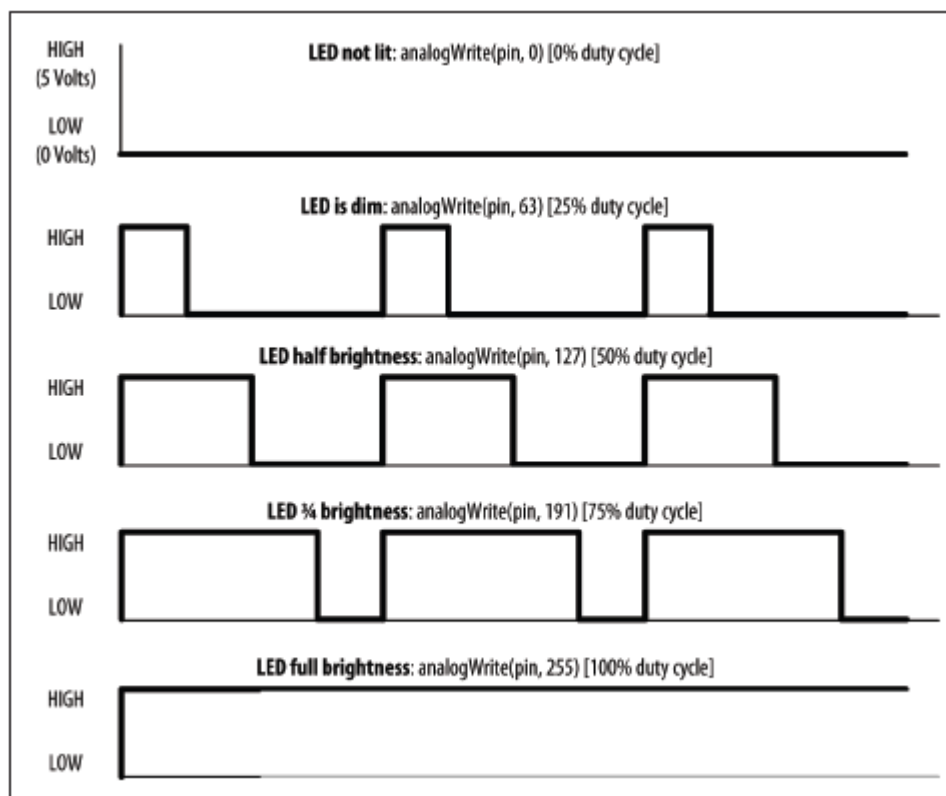 LED not lit: analogWrite(pin, 0) [0% duty cycle]
HIGH
(5 Volts)
LOW
(0 Volts)
LED is dim: analogWrite(pin, 63) [25% duty cycle]
HIGH
LOW
LED half brightness: analogWrite(pin, 127) [50% duty cycle]
HIGH
LOW
LED ¾ brightness: analogWrite(pin, 191) [75% duty cycle]
HIGH
LOW
LED full brightness: analogWrite(pin, 255) [100% duty cycle]
HIGH
LOW